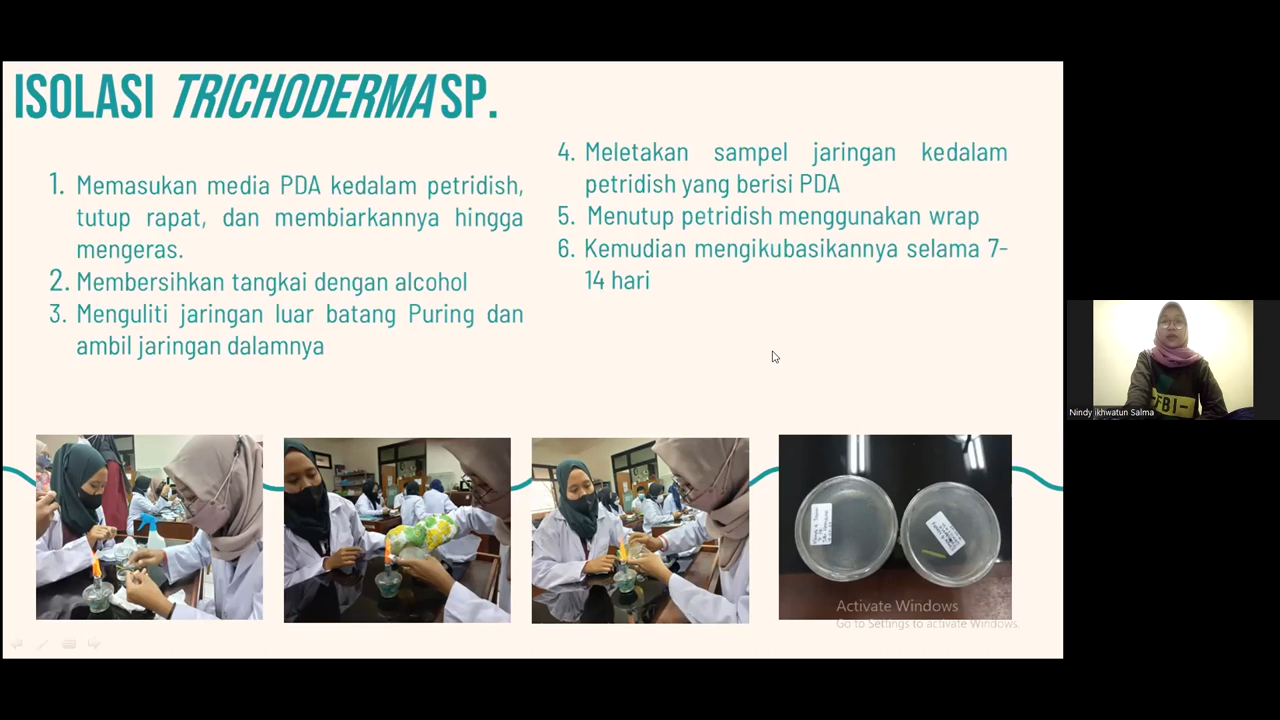 ISOLASI TRICHODERMA SP.
1. Memasukan media PDA kedalam petridish,
tutup rapat, dan membiarkannya hingga
mengeras.
2. Membersihkan tangkai dengan alcohol
3. Menguliti jaringan luar batang Puring dan
ambil jaringan dalamnya
4. Meletakan sampel jaringan kedalam
petridish yang berisi PDA
5. Menutup petridish menggunakan wrap
6. Kemudian mengikubasikannya selama 7-
14 hari
-FBI-
Nindy ikhwatun Salma
Activate Windows
Go to Settings to activate Windows.